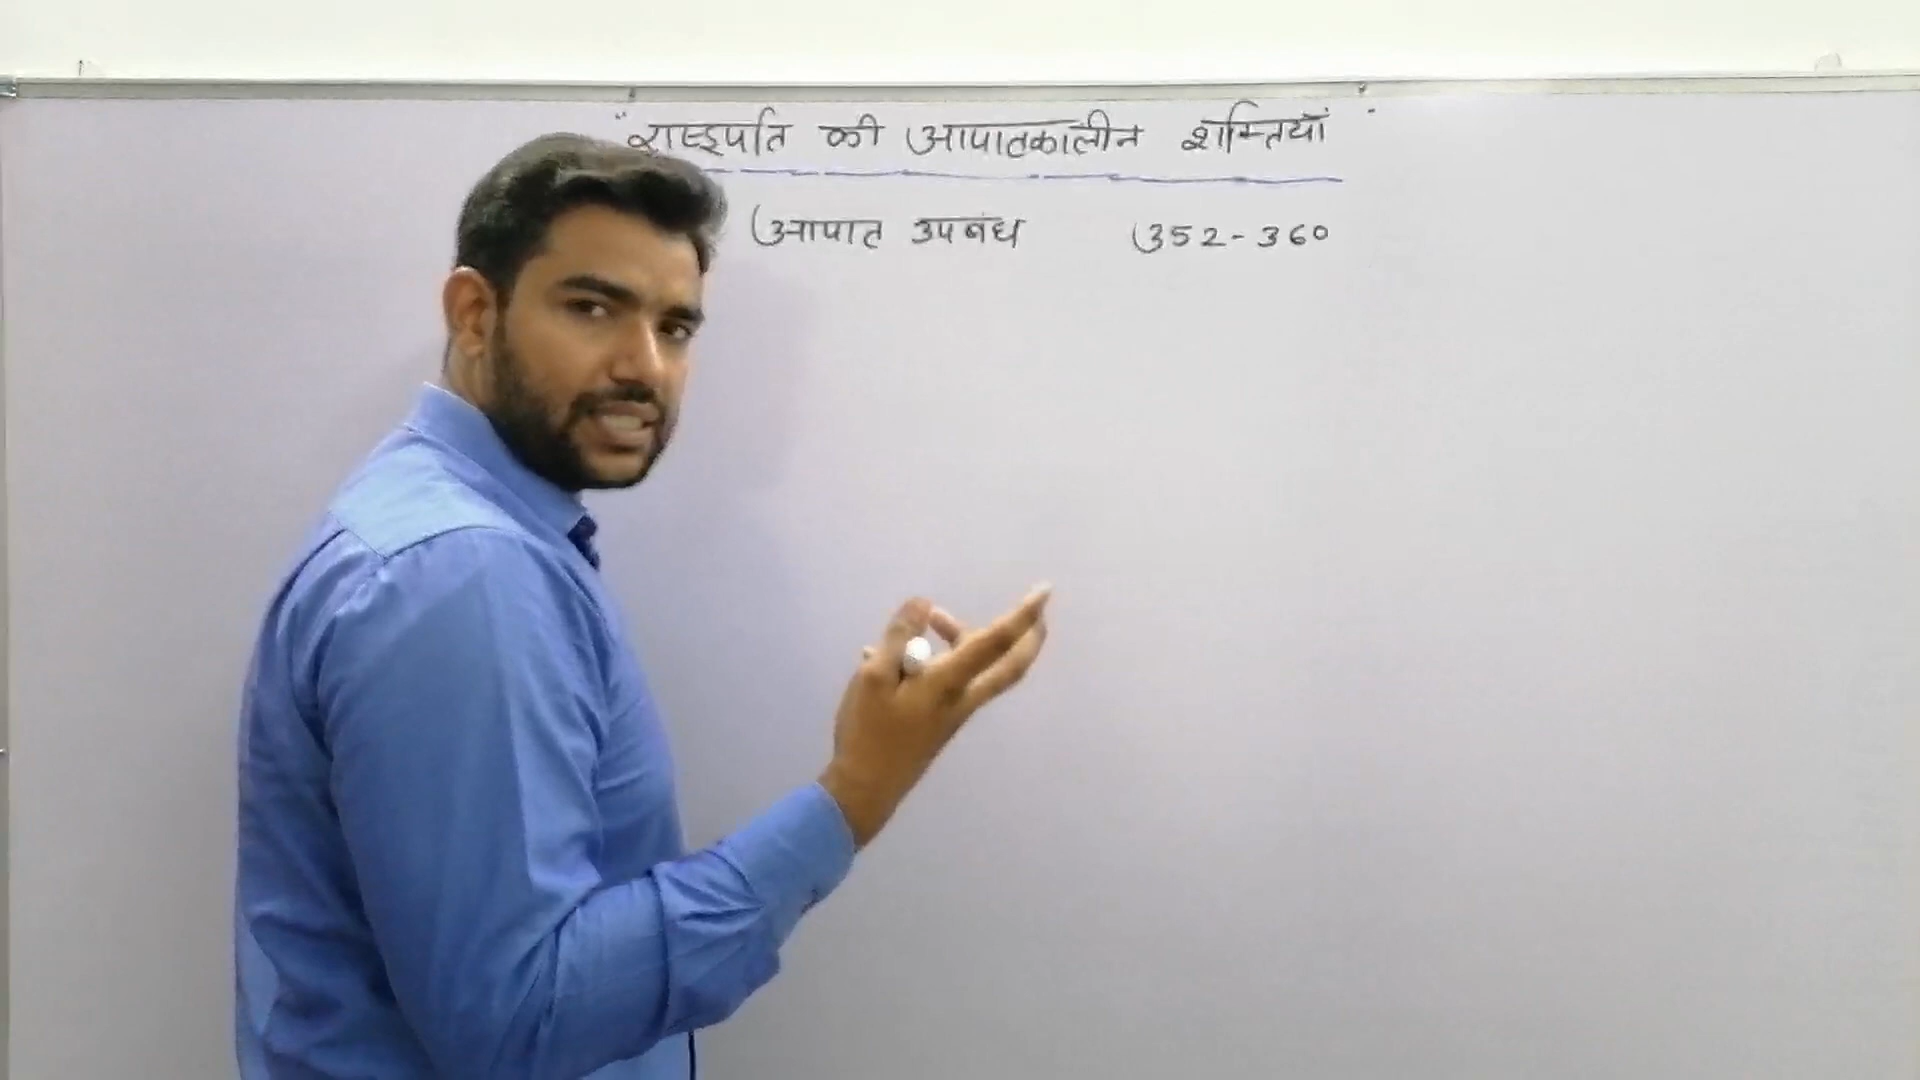 "राष्ट्रपति की आपातकालीन शक्तियाँ"
आपात उपबंध 352-360